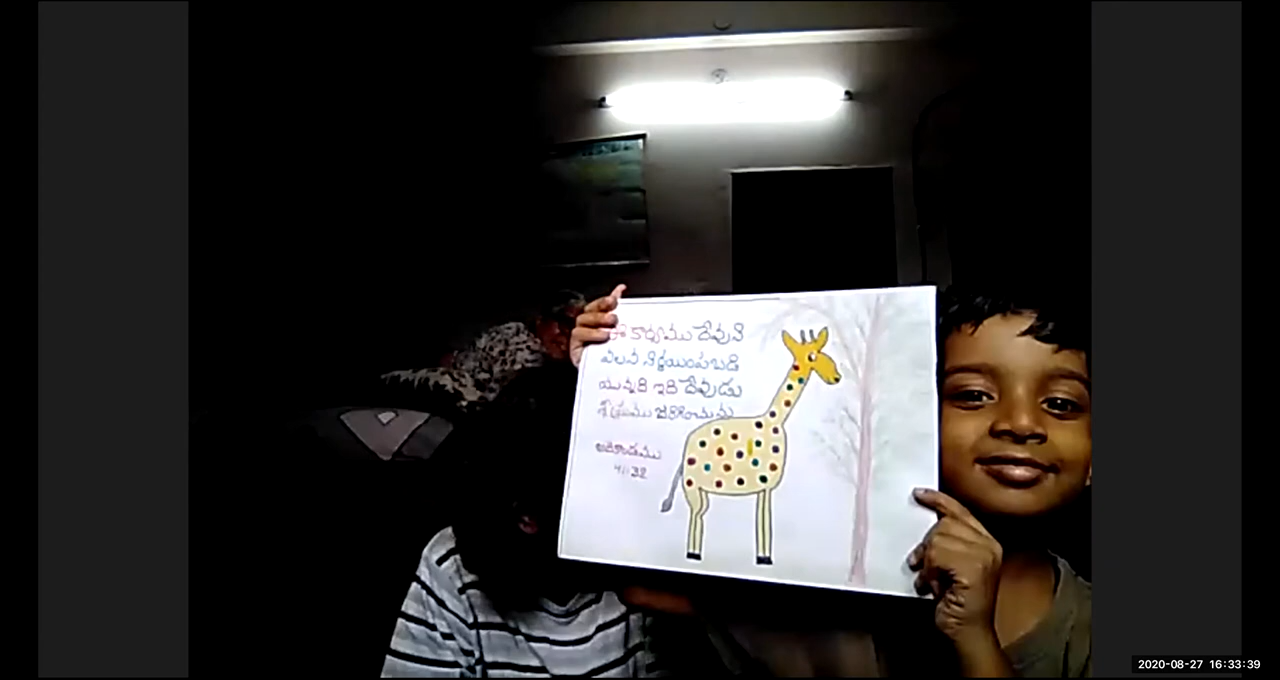 ఈ కార్యము దేవుని
వలన నిర్ణయింపబడి
యున్నది ఇది దేవుడు
శీఘ్రముగా జరిగించును
ఆదికాండము
41:32
2020-08-27 16:33:39